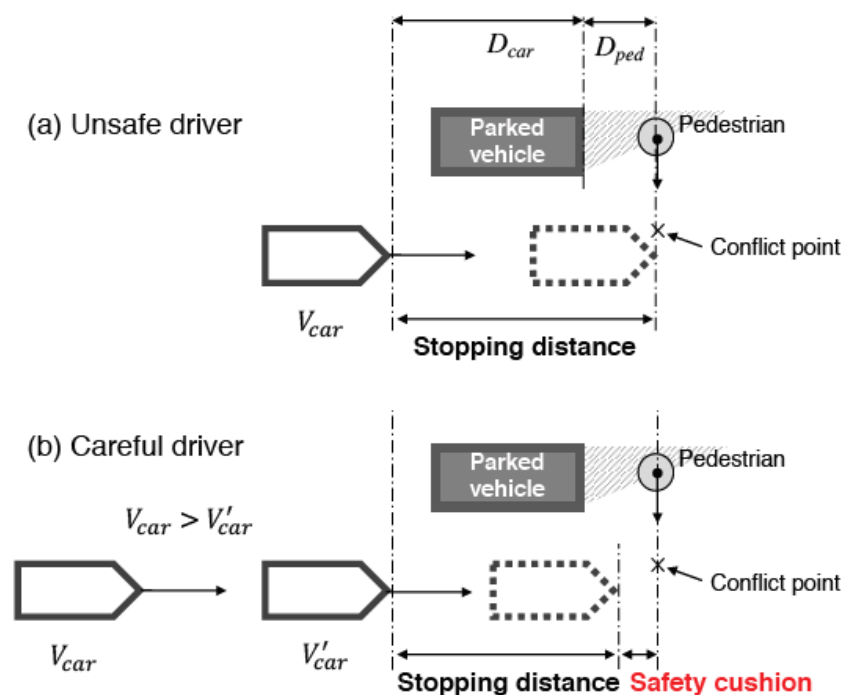 D_car
D_ped
(a) Unsafe driver
Parked
vehicle
Pedestrian
Conflict point
V_car
Stopping distance
(b) Careful driver
Parked
vehicle
Pedestrian
V_car > V'_car
Conflict point
V_car
V'_car
Stopping distance
Safety cushion